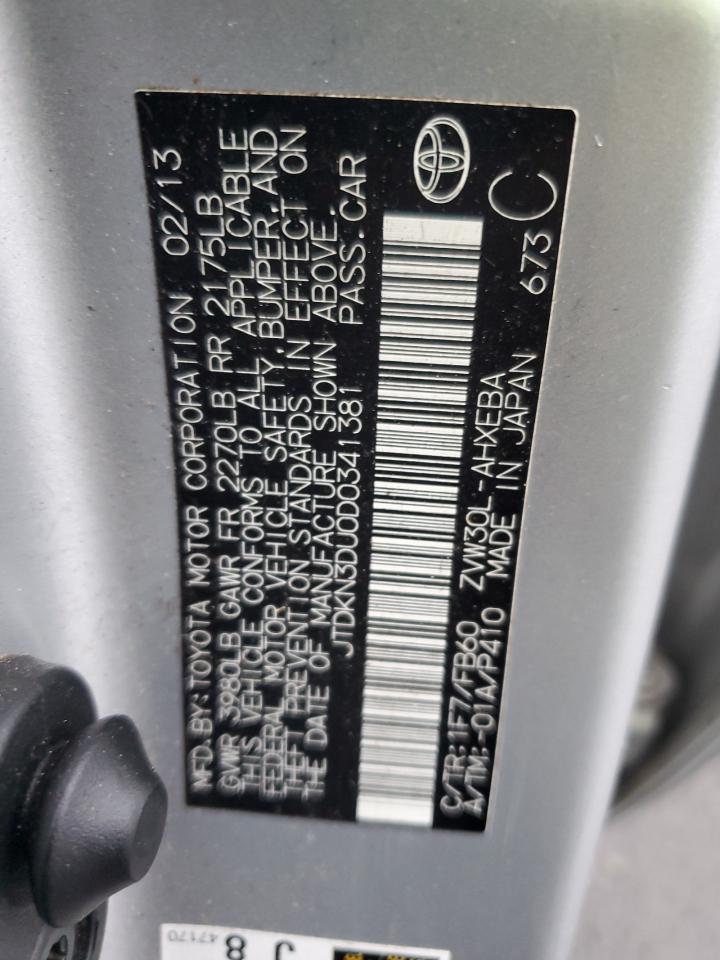 MFD. BY: TOYOTA MOTOR CORPORATION 02/13
GVWR 3980LB GAWR FR 2270LB RR 2175LB
THIS VEHICLE CONFORMS TO ALL APPLICABLE
FEDERAL MOTOR VEHICLE SAFETY, BUMPER, AND
THEFT PREVENTION STANDARDS IN EFFECT ON
THE DATE OF MANUFACTURE SHOWN ABOVE.
JTDKN3DU0D0341381 PASS. CAR
C/TR: 1F7/FB60 ZVW30L-AHXEBA
A/TM: -01A/P410 MADE IN JAPAN 673 C
47170
J 8